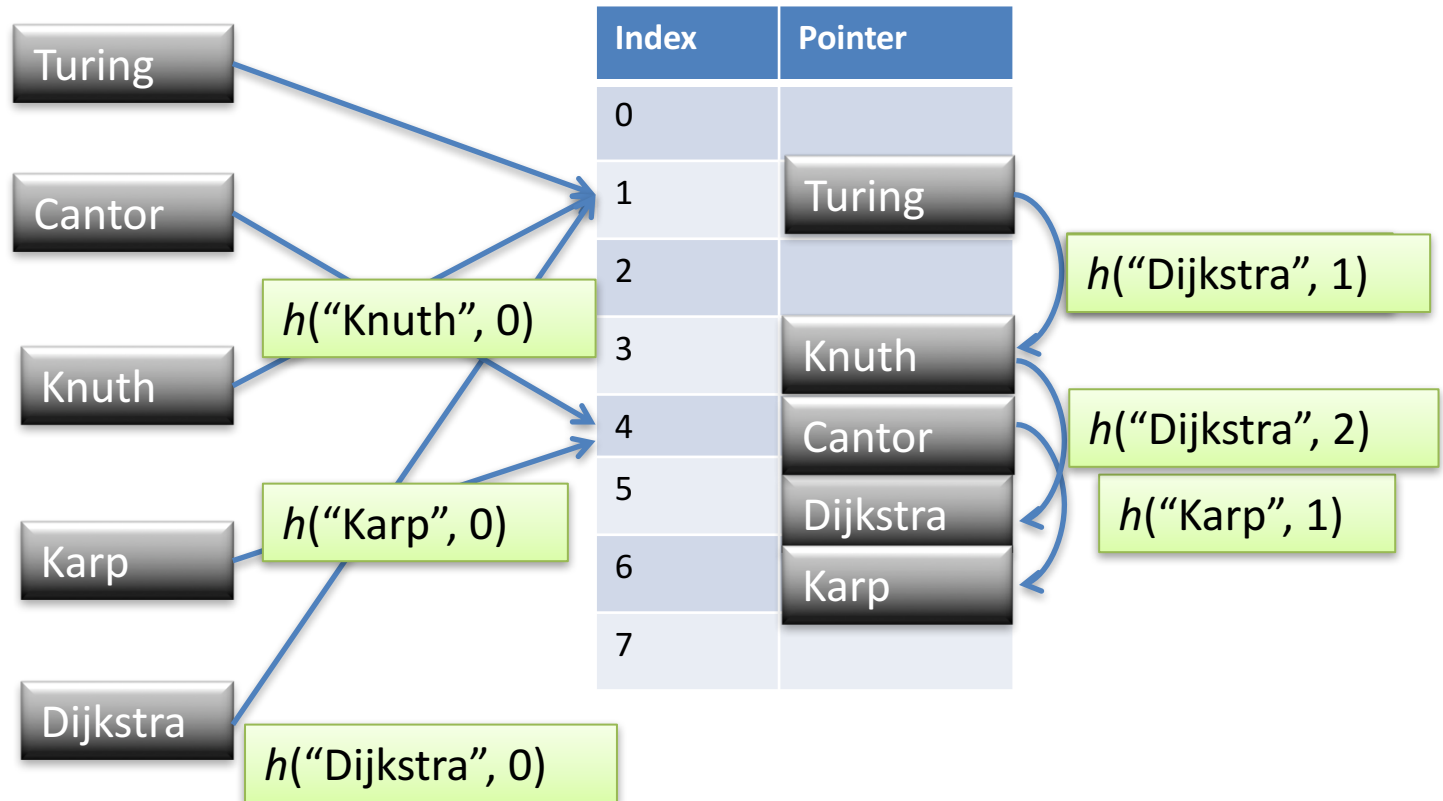 Turing
Cantor
Knuth
Karp
Dijkstra
h(“Knuth”, 0)
h(“Karp”, 0)
h(“Dijkstra”, 0)
Index Pointer
0
1 Turing
2
3 Knuth
4 Cantor
5 Dijkstra
6 Karp
7
h(“Dijkstra”, 1)
h(“Dijkstra”, 2)
h(“Karp”, 1)